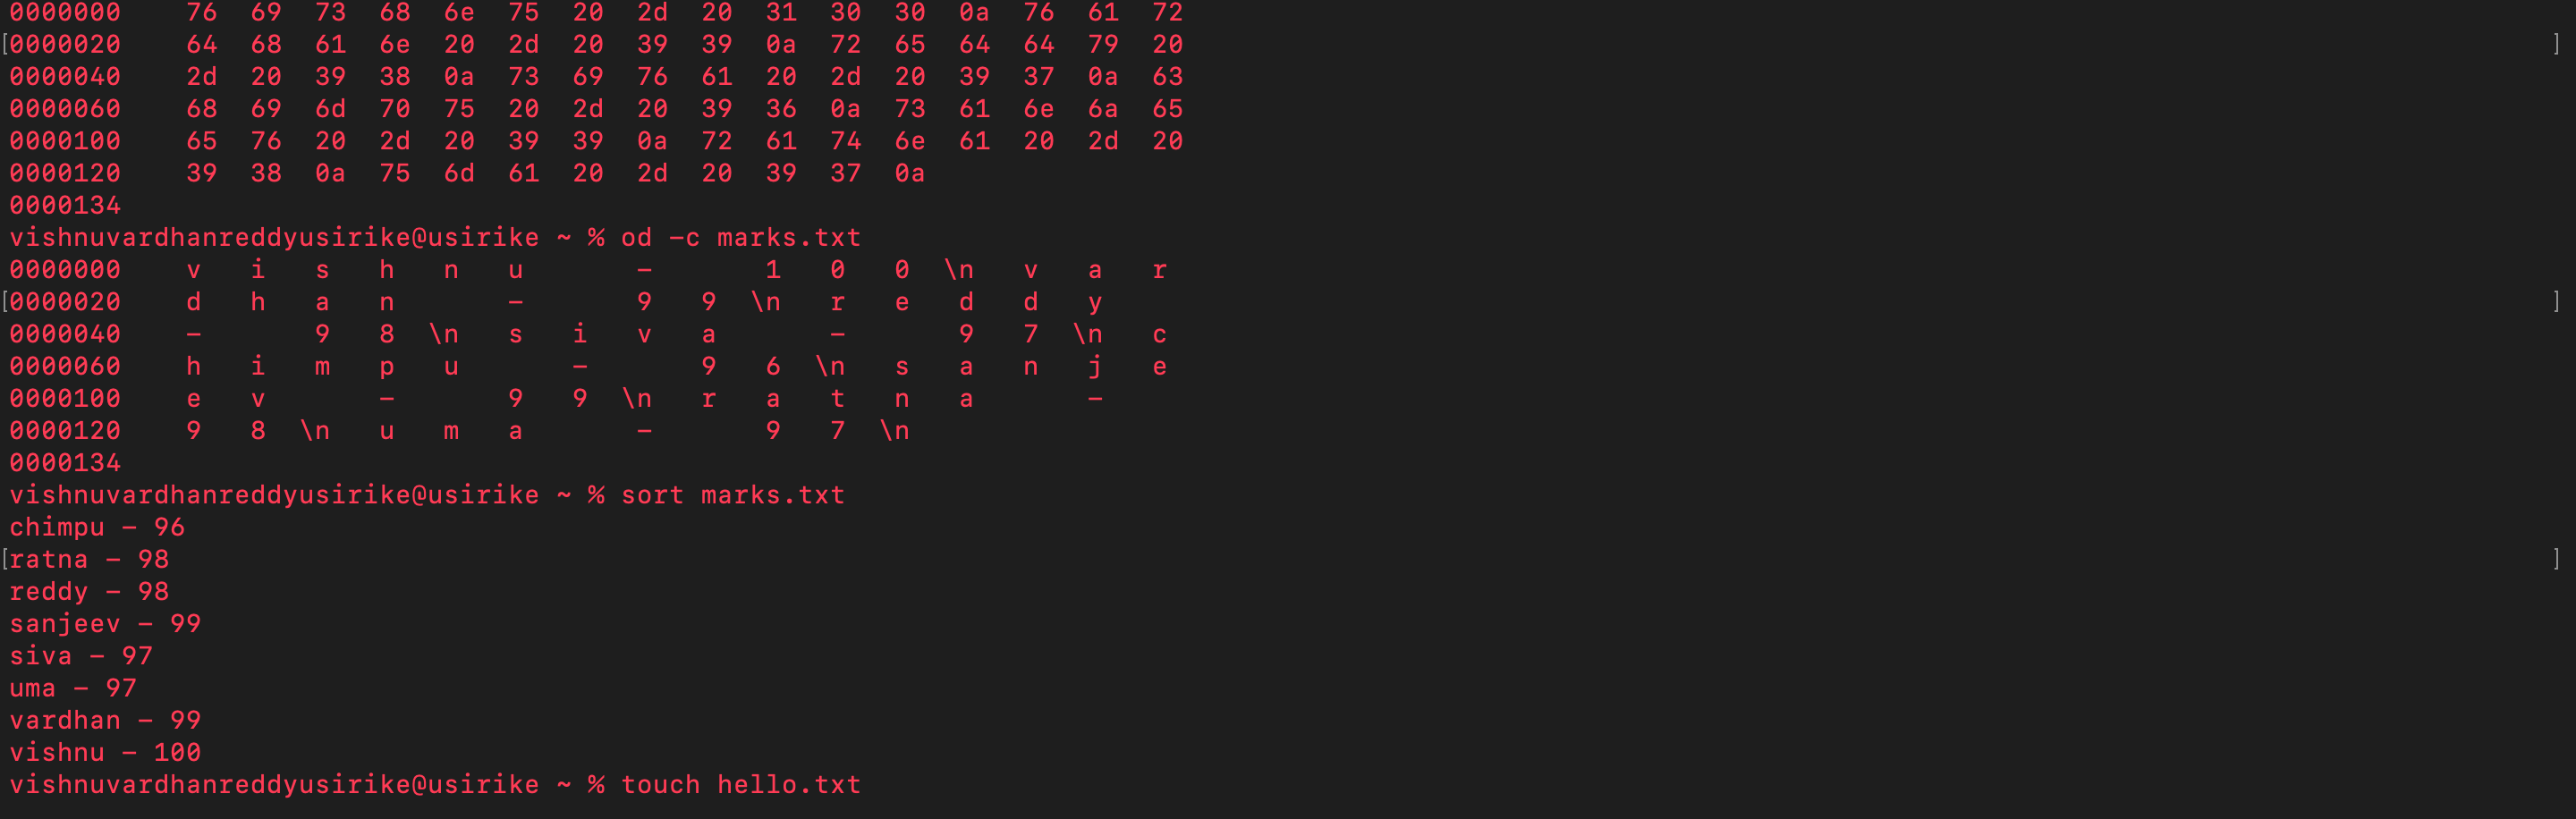 0000000    76  69  73  68  6e  75  20  2d  20  31  30  30  0a  76  61  72
[0000020    64  68  61  6e  20  2d  20  39  39  0a  72  65  64  64  79  20 ]
0000040    2d  20  39  38  0a  73  69  76  61  20  2d  20  39  37  0a  63
0000060    68  69  6d  70  75  20  2d  20  39  36  0a  73  61  6e  6a  65
0000100    65  76  20  2d  20  39  39  0a  72  61  74  6e  61  20  2d  20
0000120    39  38  0a  75  6d  61  20  2d  20  39  37  0a
0000134
vishnuvardhanreddyusirike@usirike ~ % od -c marks.txt
0000000    v   i   s   h   n   u       -       1   0   0  \n   v   a   r
[0000020    d   h   a   n       -       9   9  \n   r   e   d   d   y ]
0000040    -       9   8  \n   s   i   v   a       -       9   7  \n   c
0000060    h   i   m   p   u       -       9   6  \n   s   a   n   j   e
0000100    e   v       -       9   9  \n   r   a   t   n   a       -
0000120    9   8  \n   u   m   a       -       9   7  \n
0000134
vishnuvardhanreddyusirike@usirike ~ % sort marks.txt
chimpu - 96
[ratna - 98 ]
reddy - 98
sanjeev - 99
siva - 97
uma - 97
vardhan - 99
vishnu - 100
vishnuvardhanreddyusirike@usirike ~ % touch hello.txt